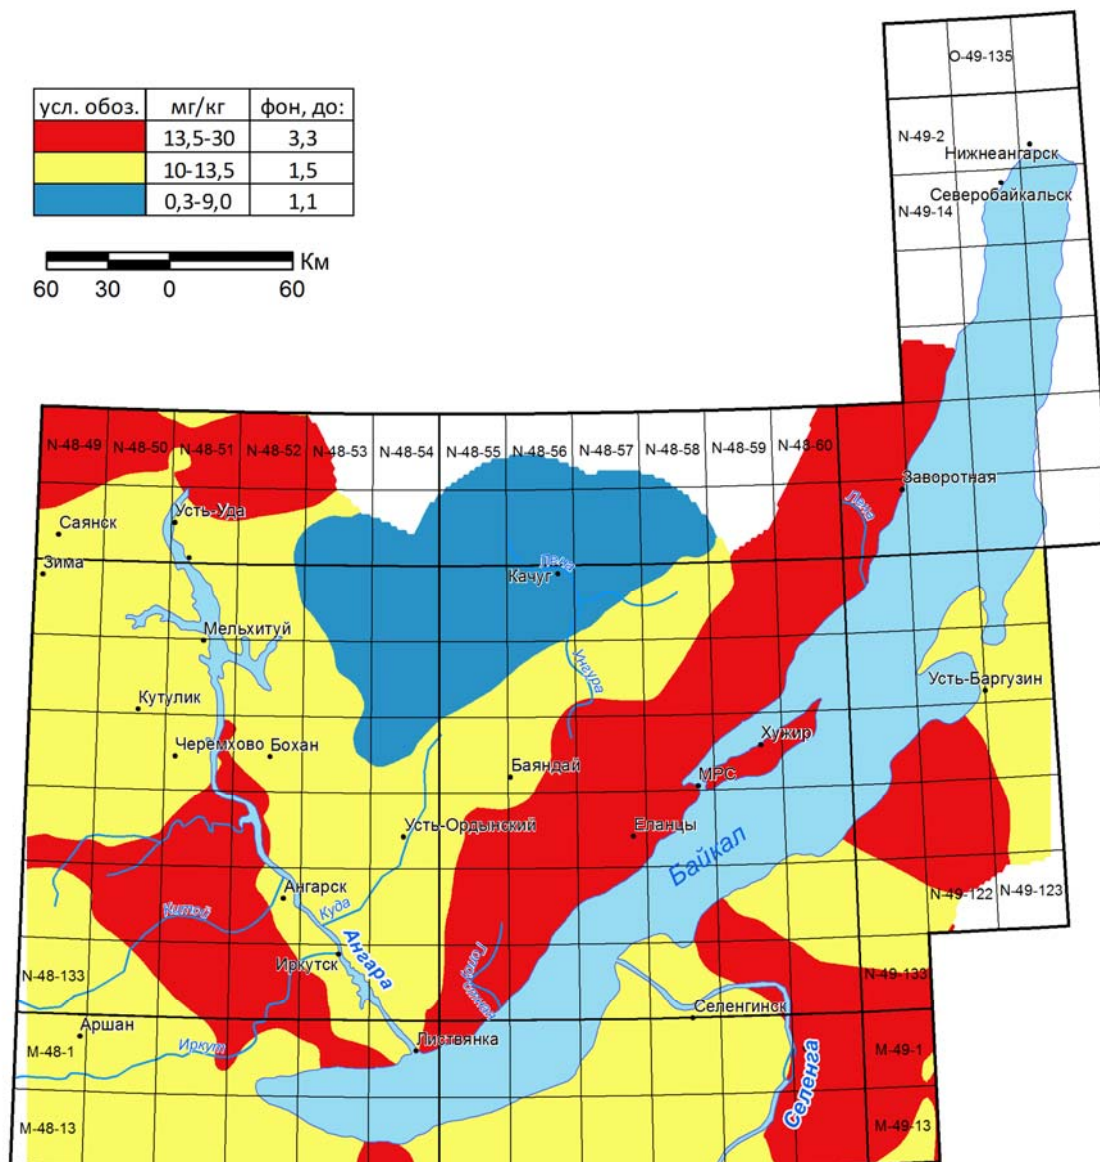 усл. обоз. мг/кг фон, до:
13,5-30 3,3
10-13,5 1,5
0,3-9,0 1,1
Км
60 30 0 60
О-49-135
N-49-2
Нижнеангарск
Северобайкальск
N-49-14
N-48-49 N-48-50 N-48-51 N-48-52 N-48-53 N-48-54 N-48-55 N-48-56 N-48-57 N-48-58 N-48-59 N-48-60
Заворотная
Лена
Усть-Уда
Саянск
Зима
Лена
Качуг
Мельхитуй
Ингура
Кутулик
Усть-Баргузин
Черемхово Бохан
Хужир
Баяндай
МРС
Усть-Ордынский
Еланцы
Байкал
Ангарск
N-49-122 N-49-123
Китой
Куда
Ангара
Иркутск
N-48-133
N-49-133
Селенгинск
Аршан
Иркут
Листвянка
M-48-1
M-49-1
Селенга
M-48-13
M-49-13